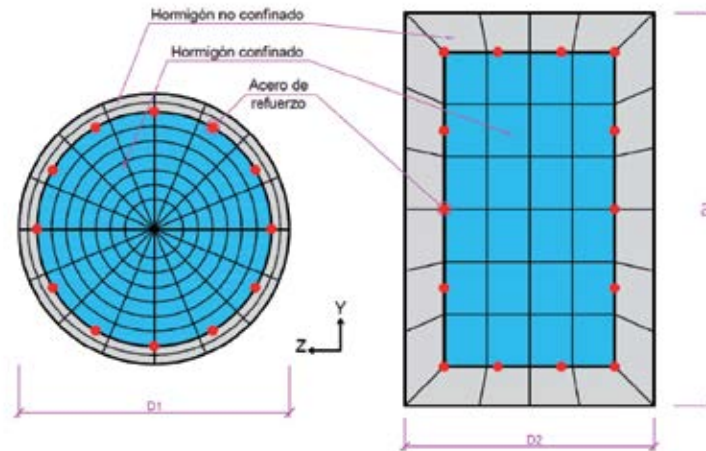 Hormigón no confinado
Hormigón confinado
Acero de
refuerzo
Y
Z
D1
D2